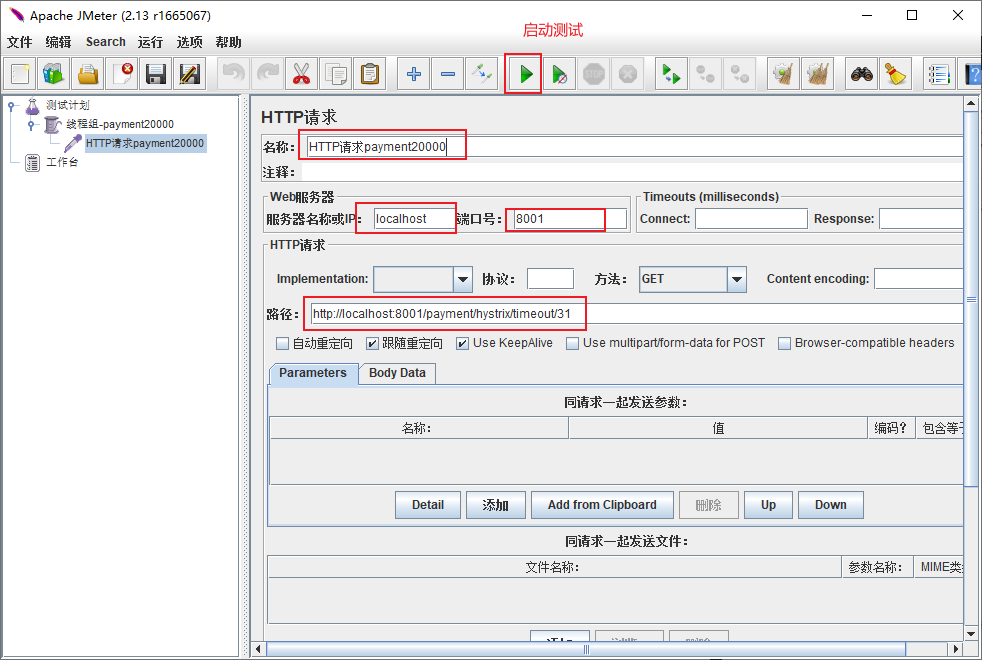 Apache JMeter (2.13 r1665067)
文件 编辑 Search 运行 选项 帮助
启动测试
STOP
测试计划
线程组-payment20000
HTTP请求payment20000
工作台
HTTP请求
名称： HTTP请求payment20000
注释：
Web服务器
服务器名称或IP： localhost 端口号： 8001
Timeouts (milliseconds)
Connect: Response:
HTTP请求
Implementation: 协议： 方法： GET Content encoding:
路径： http://localhost:8001/payment/hystrix/timeout/31
自动重定向 跟随重定向 Use KeepAlive Use multipart/form-data for POST Browser-compatible headers
Parameters Body Data
同请求一起发送参数：
名称： 值 编码？ 包含等于
Detail 添加 Add from Clipboard 删除 Up Down
同请求一起发送文件：
文件名称： 参数名称： MIME类
添加 浏览 删除